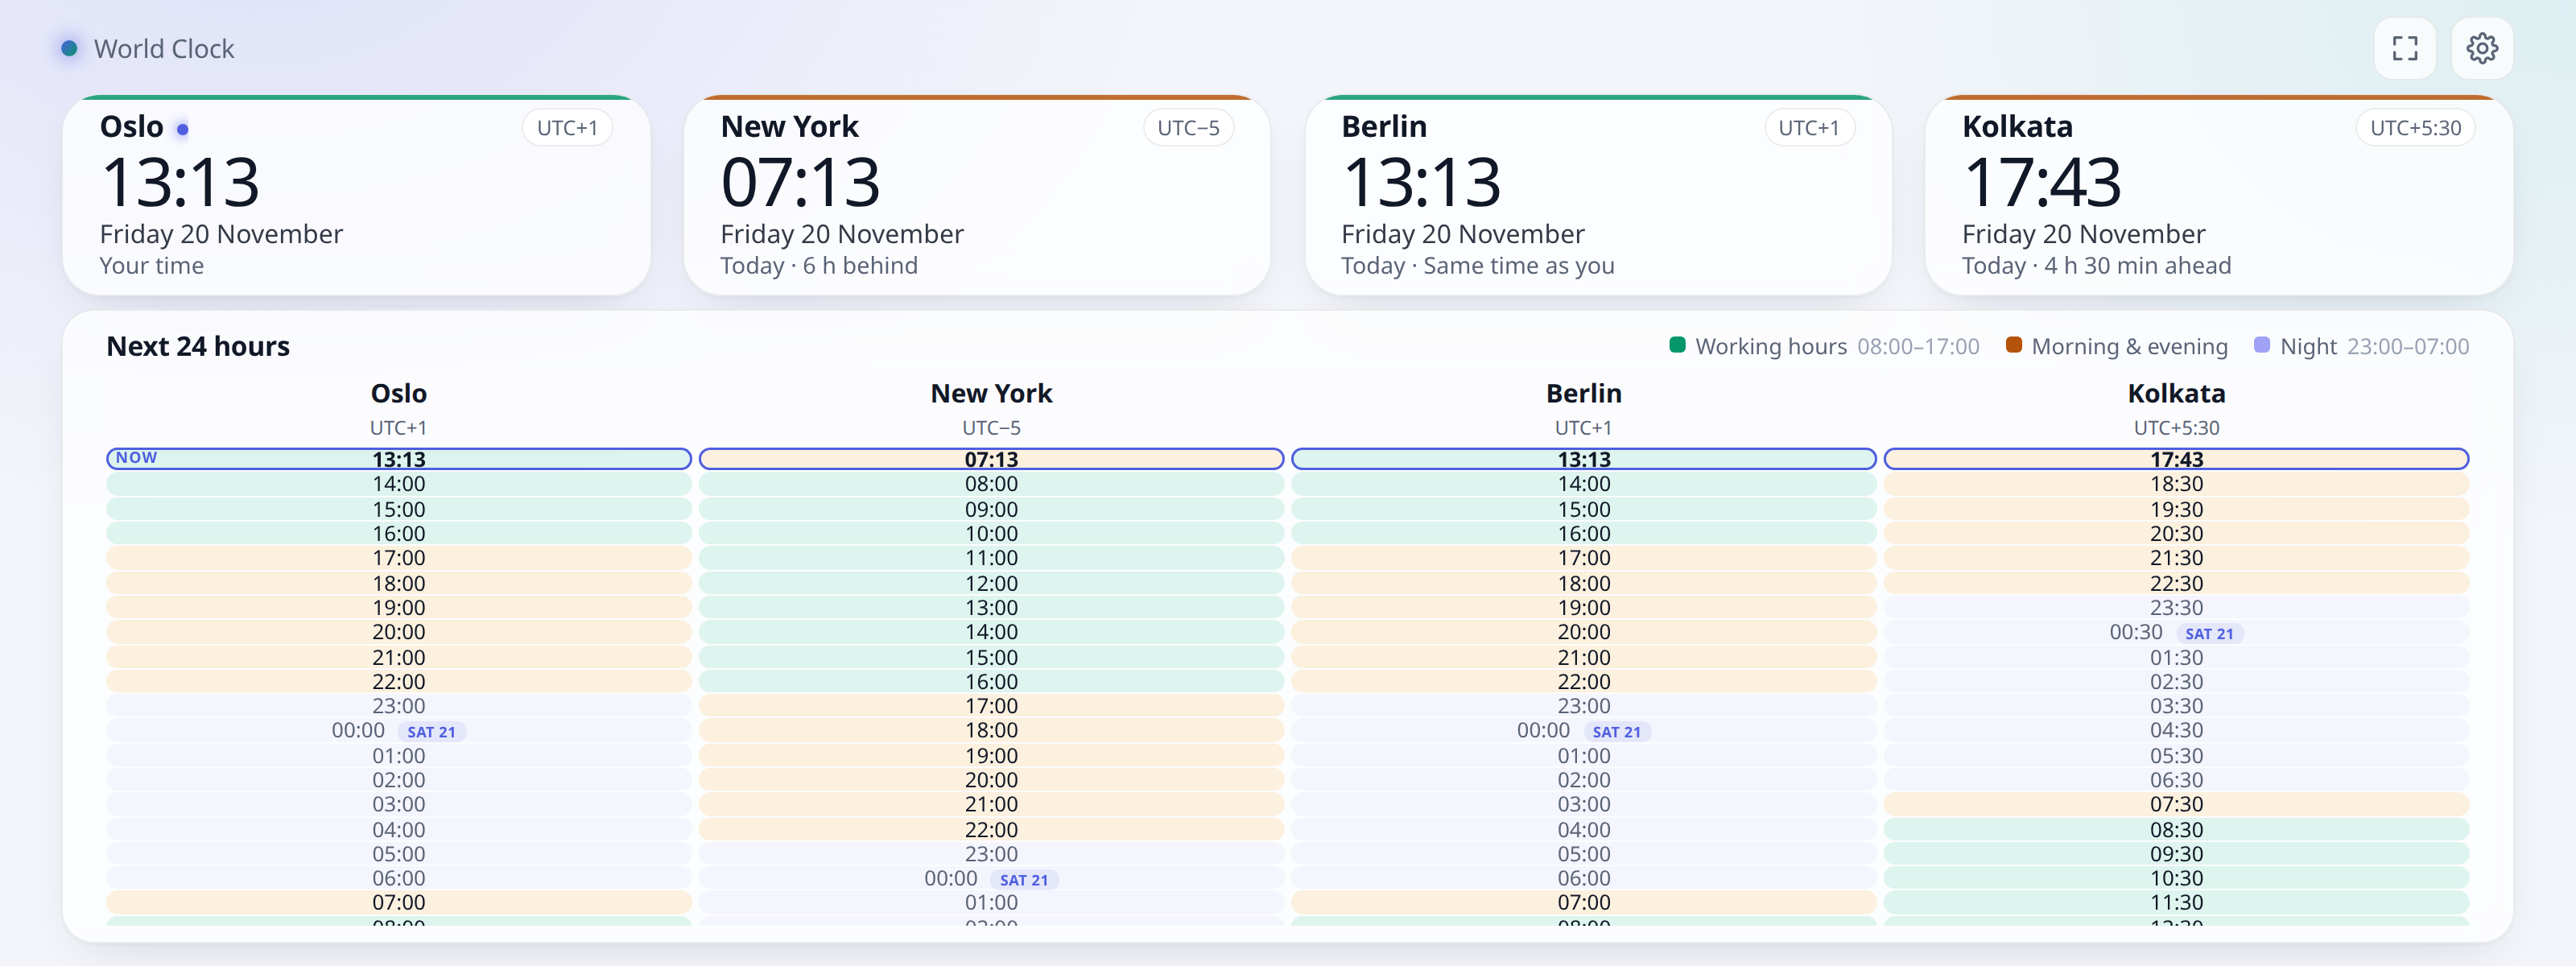 World Clock
Oslo UTC+1
13:13
Friday 20 November
Your time
New York UTC−5
07:13
Friday 20 November
Today · 6 h behind
Berlin UTC+1
13:13
Friday 20 November
Today · Same time as you
Kolkata UTC+5:30
17:43
Friday 20 November
Today · 4 h 30 min ahead
Next 24 hours Working hours 08:00–17:00 Morning & evening Night 23:00–07:00
Oslo New York Berlin Kolkata
UTC+1 UTC−5 UTC+1 UTC+5:30
NOW 13:13 07:13 13:13 17:43
14:00 08:00 14:00 18:30
15:00 09:00 15:00 19:30
16:00 10:00 16:00 20:30
17:00 11:00 17:00 21:30
18:00 12:00 18:00 22:30
19:00 13:00 19:00 23:30
20:00 14:00 20:00 00:30 SAT 21
21:00 15:00 21:00 01:30
22:00 16:00 22:00 02:30
23:00 17:00 23:00 03:30
00:00 SAT 21 18:00 00:00 SAT 21 04:30
01:00 19:00 01:00 05:30
02:00 20:00 02:00 06:30
03:00 21:00 03:00 07:30
04:00 22:00 04:00 08:30
05:00 23:00 05:00 09:30
06:00 00:00 SAT 21 06:00 10:30
07:00 01:00 07:00 11:30